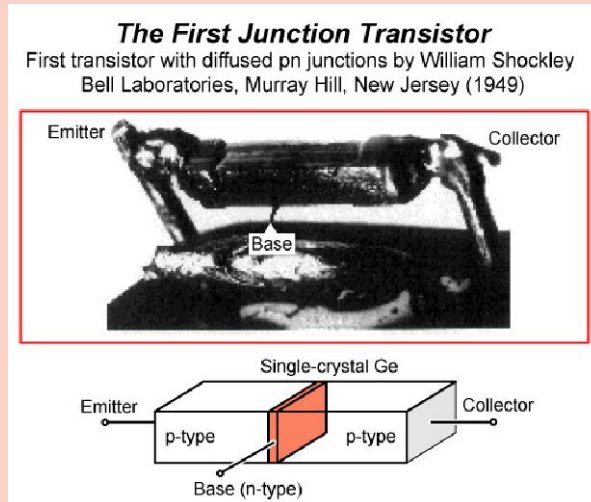 The First Junction Transistor
First transistor with diffused pn junctions by William Shockley
Bell Laboratories, Murray Hill, New Jersey (1949)
Emitter
Collector
Base
Single-crystal Ge
Emitter
Collector
p-type
p-type
Base (n-type)